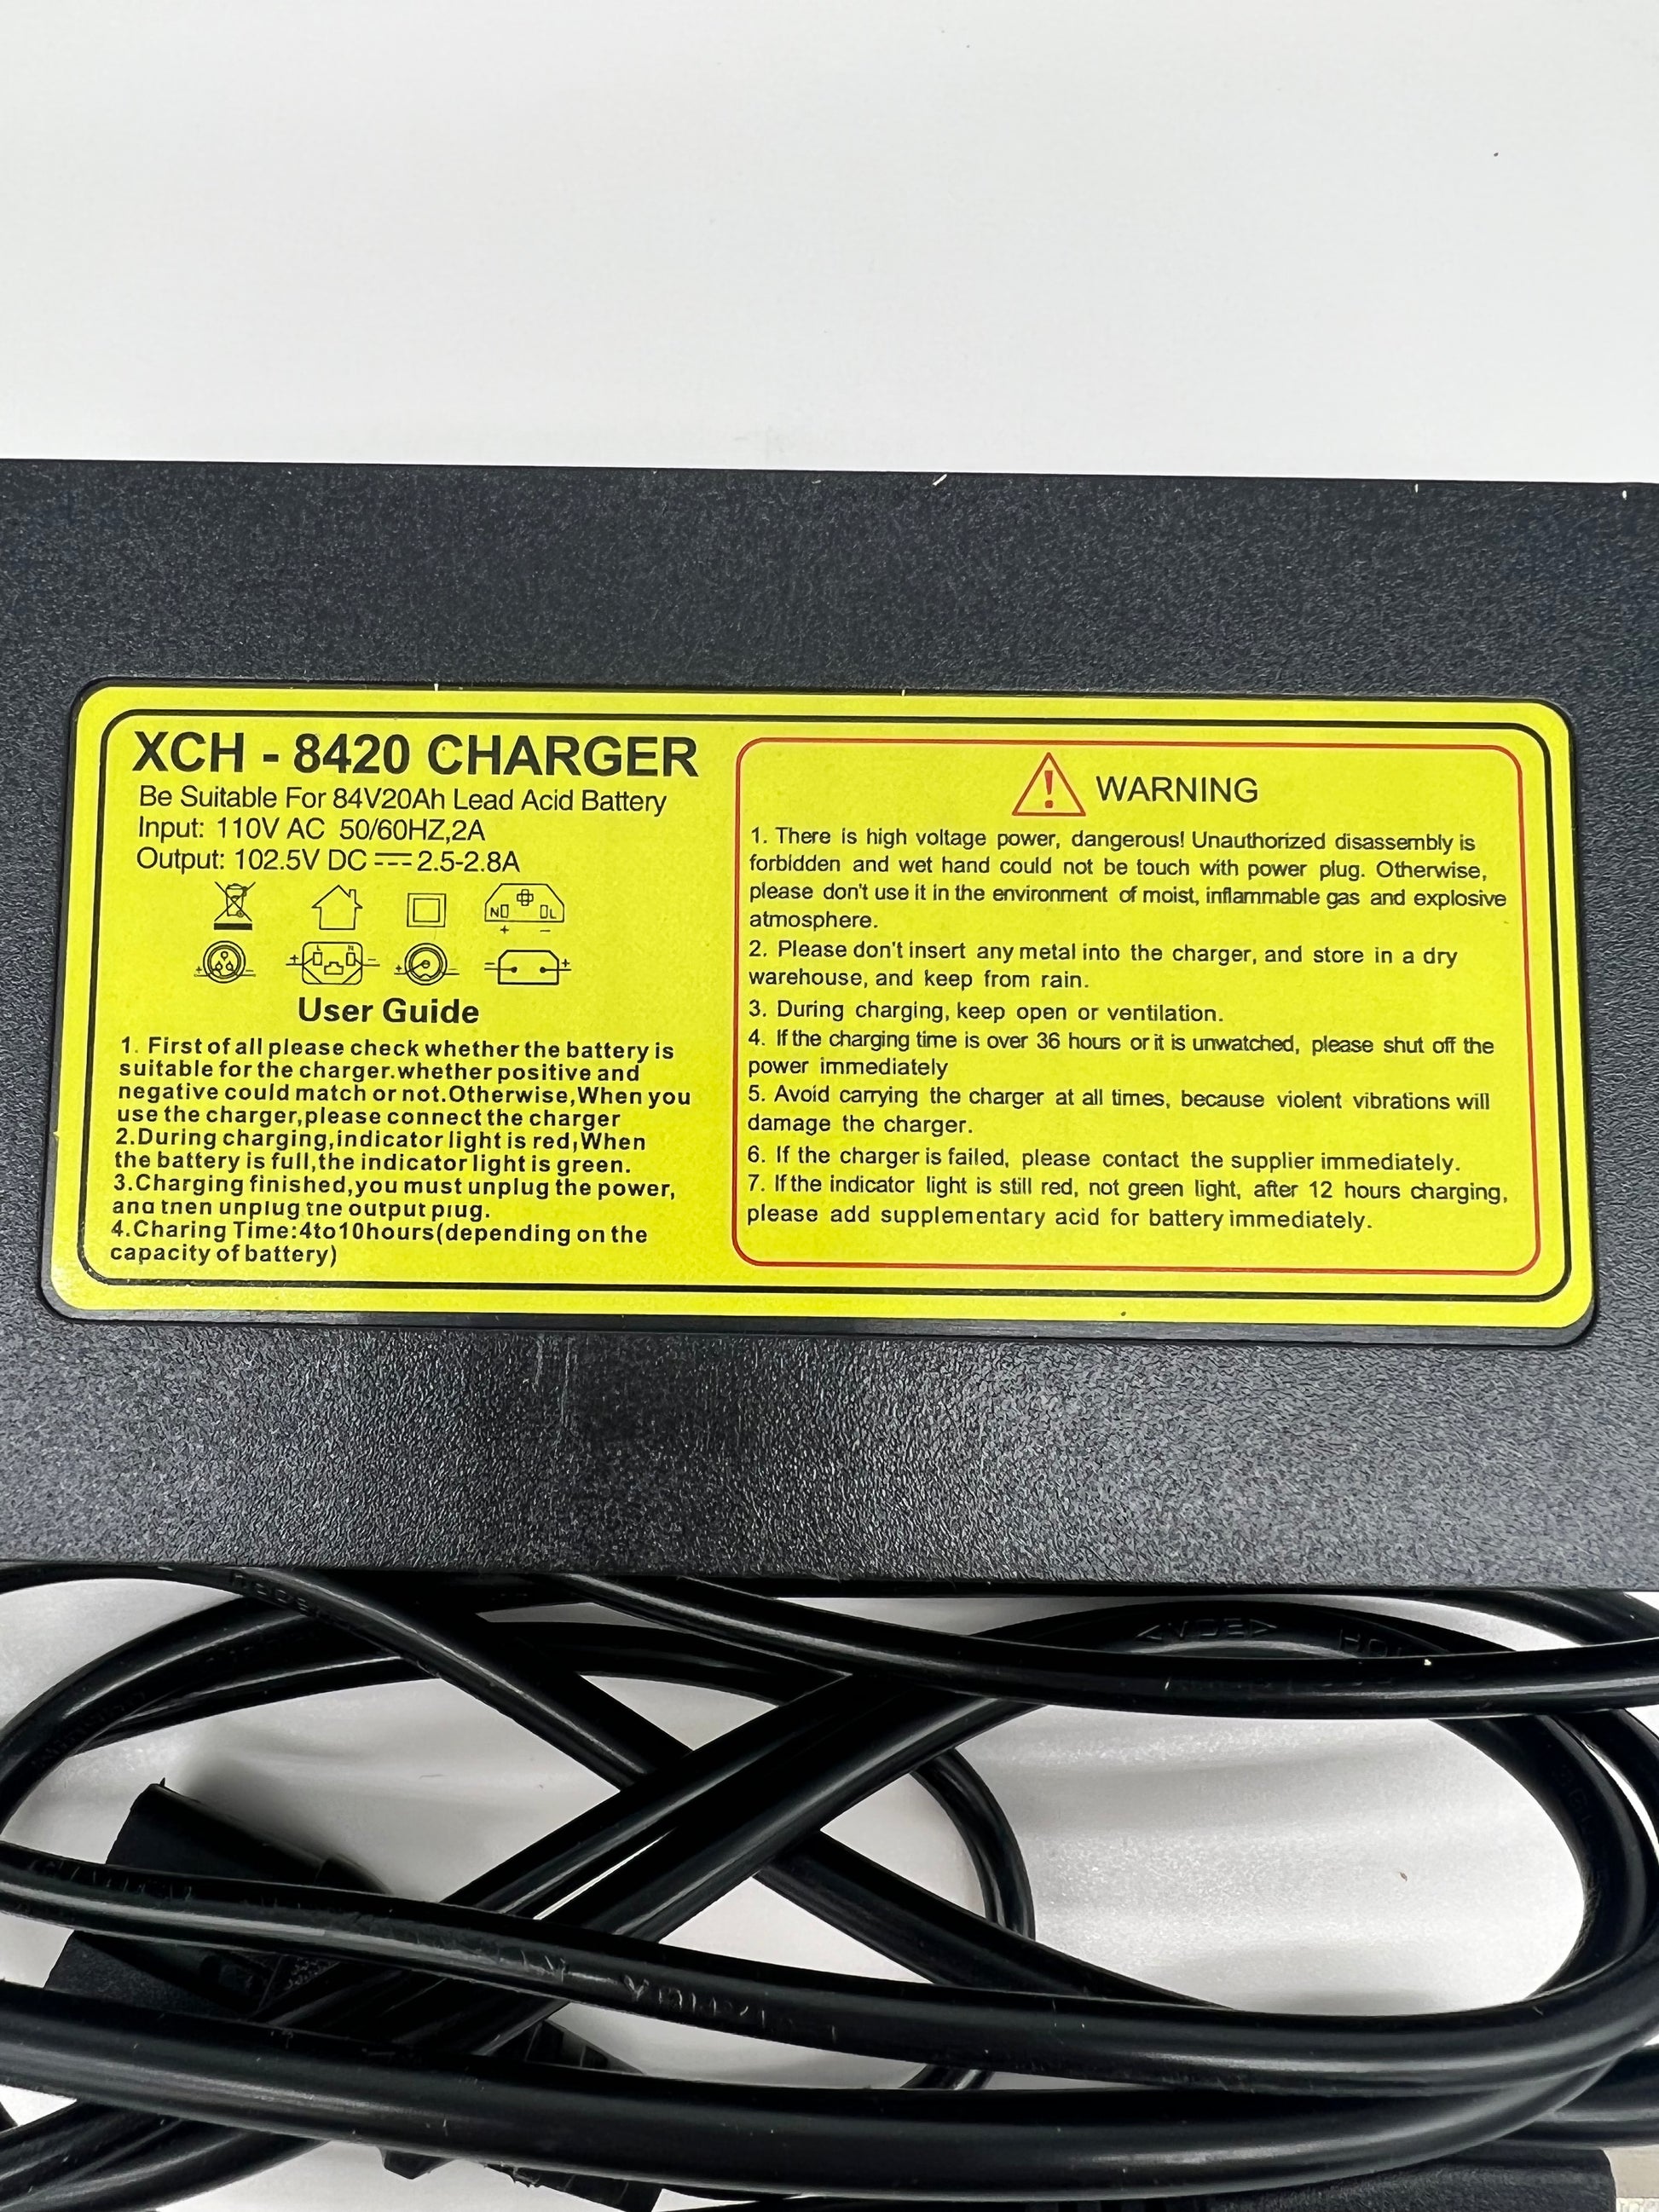 XCH - 8420 CHARGER
Be Suitable For 84V20Ah Lead Acid Battery
Input: 110V AC 50/60HZ,2A
Output: 102.5V DC ⎓ 2.5-2.8A
N L
+ −
+ − + L N − + − − +
User Guide
1. First of all please check whether the battery is
suitable for the charger.whether positive and
negative could match or not.Otherwise,When you
use the charger,please connect the charger
2.During charging,indicator light is red,When
the battery is full,the indicator light is green.
3.Charging finished,you must unplug the power,
and then unplug the output plug.
4.Charing Time:4to10hours(depending on the
capacity of battery)
WARNING
1. There is high voltage power, dangerous! Unauthorized disassembly is
forbidden and wet hand could not be touch with power plug. Otherwise,
please don't use it in the environment of moist, inflammable gas and explosive
atmosphere.
2. Please don't insert any metal into the charger, and store in a dry
warehouse, and keep from rain.
3. During charging, keep open or ventilation.
4. If the charging time is over 36 hours or it is unwatched, please shut off the
power immediately
5. Avoid carrying the charger at all times, because violent vibrations will
damage the charger.
6. If the charger is failed, please contact the supplier immediately.
7. If the indicator light is still red, not green light, after 12 hours charging,
please add supplementary acid for battery immediately.